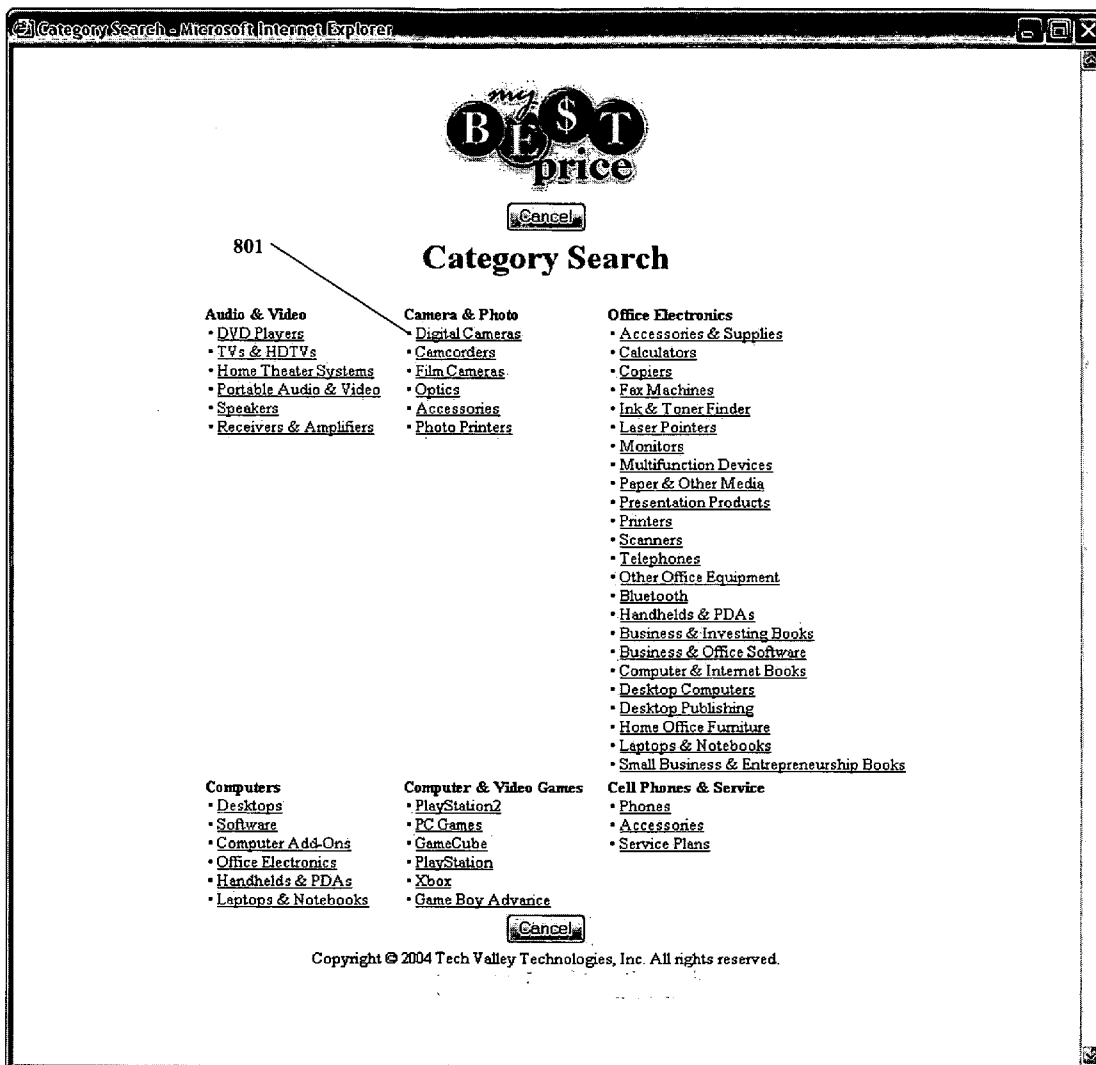 Category Search - Microsoft Internet Explorer
my
BE$T
price
Cancel
801
Category Search
Audio & Video
• DVD Players
• TVs & HDTVs
• Home Theater Systems
• Portable Audio & Video
• Speakers
• Receivers & Amplifiers
Camera & Photo
• Digital Cameras
• Camcorders
• Film Cameras
• Optics
• Accessories
• Photo Printers
Office Electronics
• Accessories & Supplies
• Calculators
• Copiers
• Fax Machines
• Ink & Toner Finder
• Laser Pointers
• Monitors
• Multifunction Devices
• Paper & Other Media
• Presentation Products
• Printers
• Scanners
• Telephones
• Other Office Equipment
• Bluetooth
• Handhelds & PDAs
• Business & Investing Books
• Business & Office Software
• Computer & Internet Books
• Desktop Computers
• Desktop Publishing
• Home Office Furniture
• Laptops & Notebooks
• Small Business & Entrepreneurship Books
Computers
• Desktops
• Software
• Computer Add-Ons
• Office Electronics
• Handhelds & PDAs
• Laptops & Notebooks
Computer & Video Games
• PlayStation2
• PC Games
• GameCube
• PlayStation
• Xbox
• Game Boy Advance
Cell Phones & Service
• Phones
• Accessories
• Service Plans
Cancel
Copyright © 2004 Tech Valley Technologies, Inc. All rights reserved.